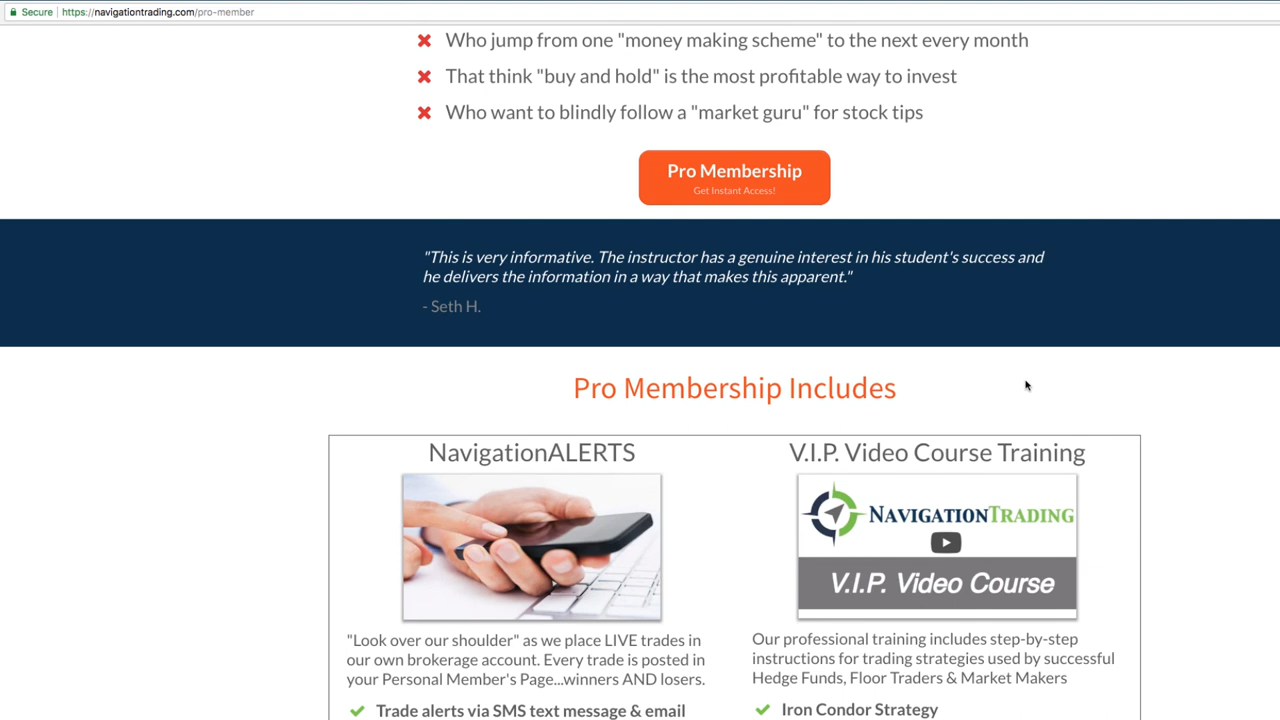 Secure https://navigationtrading.com/pro-member
Who jump from one "money making scheme" to the next every month
That think "buy and hold" is the most profitable way to invest
Who want to blindly follow a "market guru" for stock tips
Pro Membership
Get Instant Access!
"This is very informative. The instructor has a genuine interest in his student's success and
he delivers the information in a way that makes this apparent."
- Seth H.
Pro Membership Includes
NavigationALERTS
"Look over our shoulder" as we place LIVE trades in
our own brokerage account. Every trade is posted in
your Personal Member's Page...winners AND losers.
Trade alerts via SMS text message & email
V.I.P. Video Course Training
NAVIGATIONTRADING
V.I.P. Video Course
Our professional training includes step-by-step
instructions for trading strategies used by successful
Hedge Funds, Floor Traders & Market Makers
Iron Condor Strategy